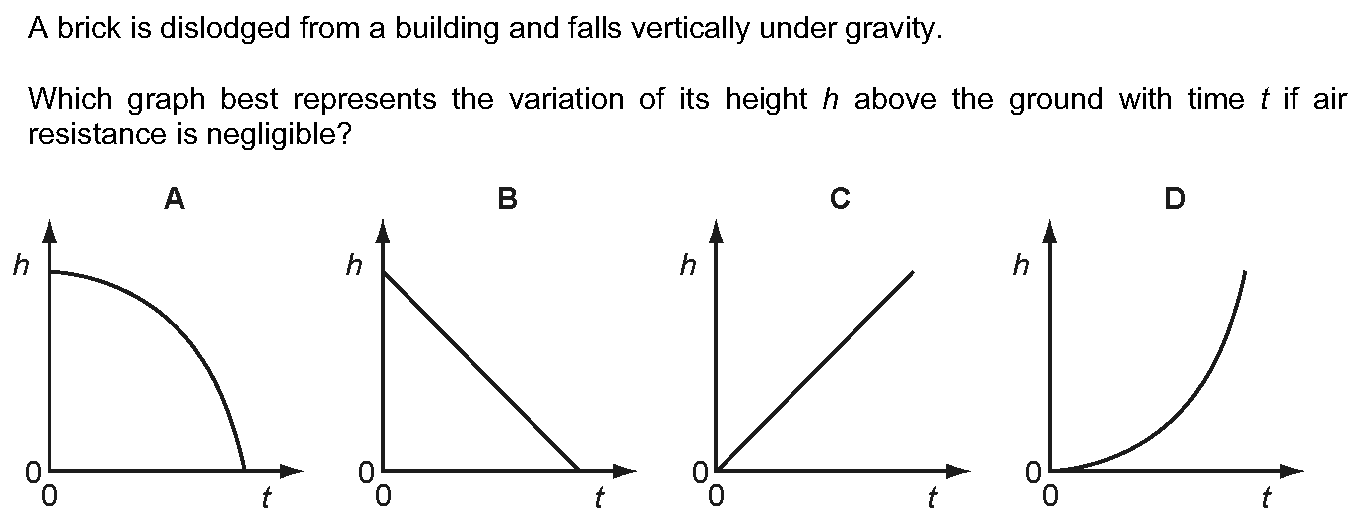 A brick is dislodged from a building and falls vertically under gravity.
Which graph best represents the variation of its height h above the ground with time t if air
resistance is negligible?
A B C D
h h h h
0 0 0 0
0 t 0 t 0 t 0 t